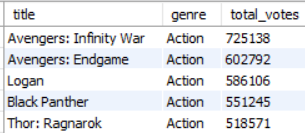 title genre total_votes
Avengers: Infinity War Action 725138
Avengers: Endgame Action 602792
Logan Action 586106
Black Panther Action 551245
Thor: Ragnarok Action 518571